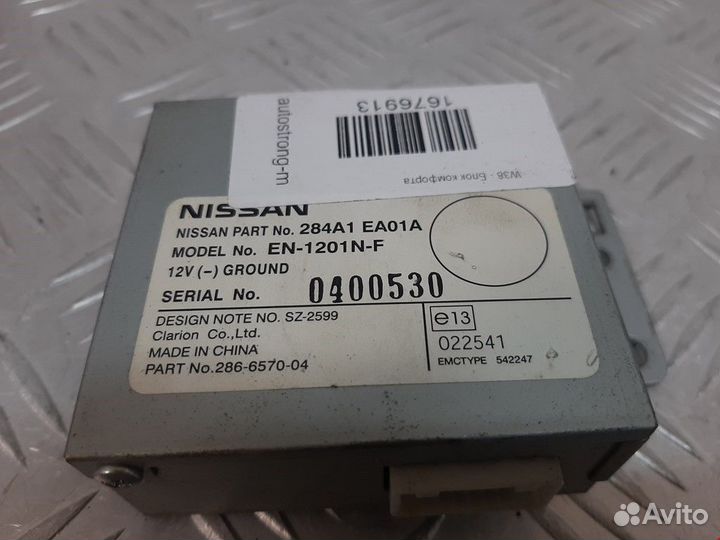 autostrong-m
1676913
W38 - Блок комфорта
NISSAN
NISSAN PART No. 284A1 EA01A
MODEL No. EN-1201N-F
12V (–) GROUND
SERIAL No. 0400530
DESIGN NOTE NO. SZ-2599
Clarion Co.,Ltd.
MADE IN CHINA
PART No.286-6570-04
e13
022541
EMCTYPE 542247
Avito